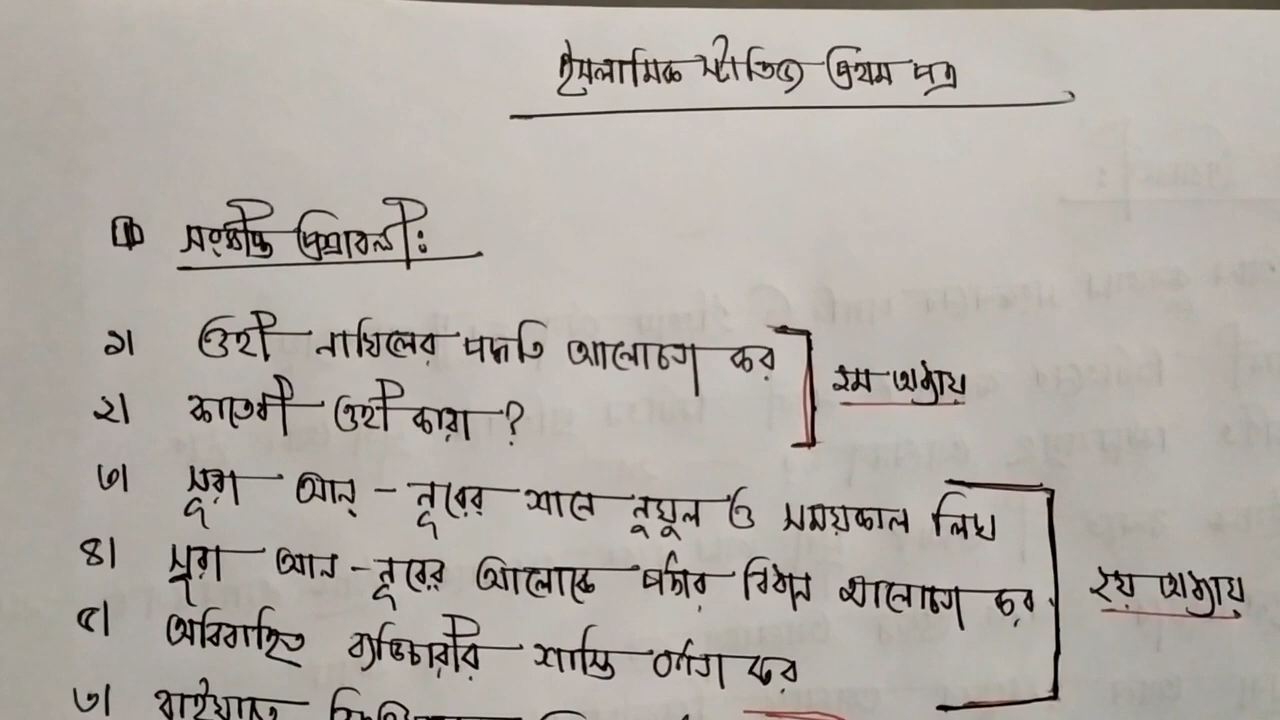 ইসলামিক স্টাডিজ প্রথম পত্র
সংক্ষিপ্ত প্রশ্নাবলী:
১। ওহী নাযিলের পদ্ধতি আলোচনা কর
২। কাতেবী ওহী কারা?
১ম অধ্যায়
৩। সূরা আন্-নূরের শানে নুযুল ও সময়কাল লিখ
৪। সূরা আন-নূরের আলোকে পর্দার বিধান আলোচনা কর
৫। অবিবাহিত ব্যভিচারীর শাস্তি বর্ণনা কর
২য় অধ্যায়
৬।